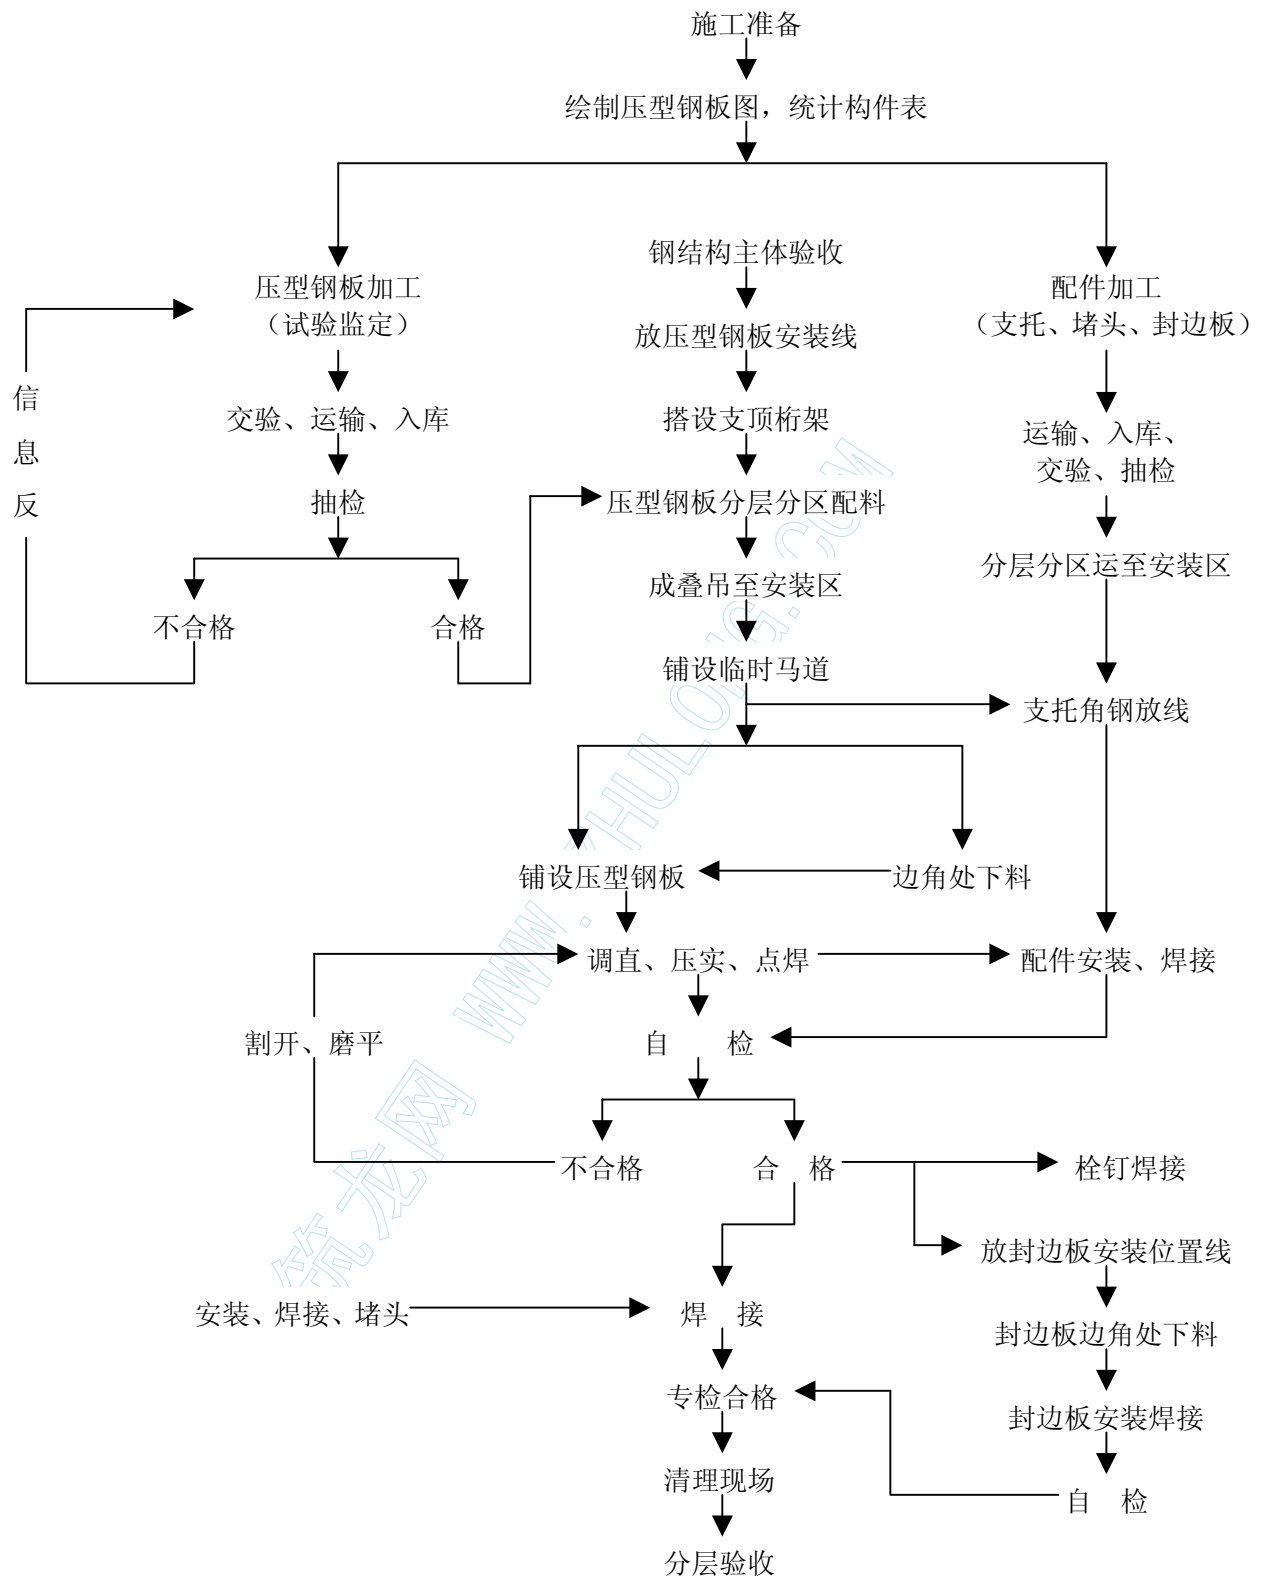 施工准备
绘制压型钢板图，统计构件表
钢结构主体验收
压型钢板加工
（试验监定）
配件加工
（支托、堵头、封边板）
放压型钢板安装线
信
息
反
交验、运输、入库
搭设支顶桁架
运输、入库、
交验、抽检
抽检
压型钢板分层分区配料
分层分区运至安装区
成叠吊至安装区
不合格
合格
铺设临时马道
支托角钢放线
铺设压型钢板
边角处下料
调直、压实、点焊
配件安装、焊接
割开、磨平
自 检
不合格
合 格
栓钉焊接
放封边板安装位置线
安装、焊接、堵头
焊 接
封边板边角处下料
专检合格
封边板安装焊接
清理现场
自 检
分层验收
筑龙网 WWW.ZHULONG.COM